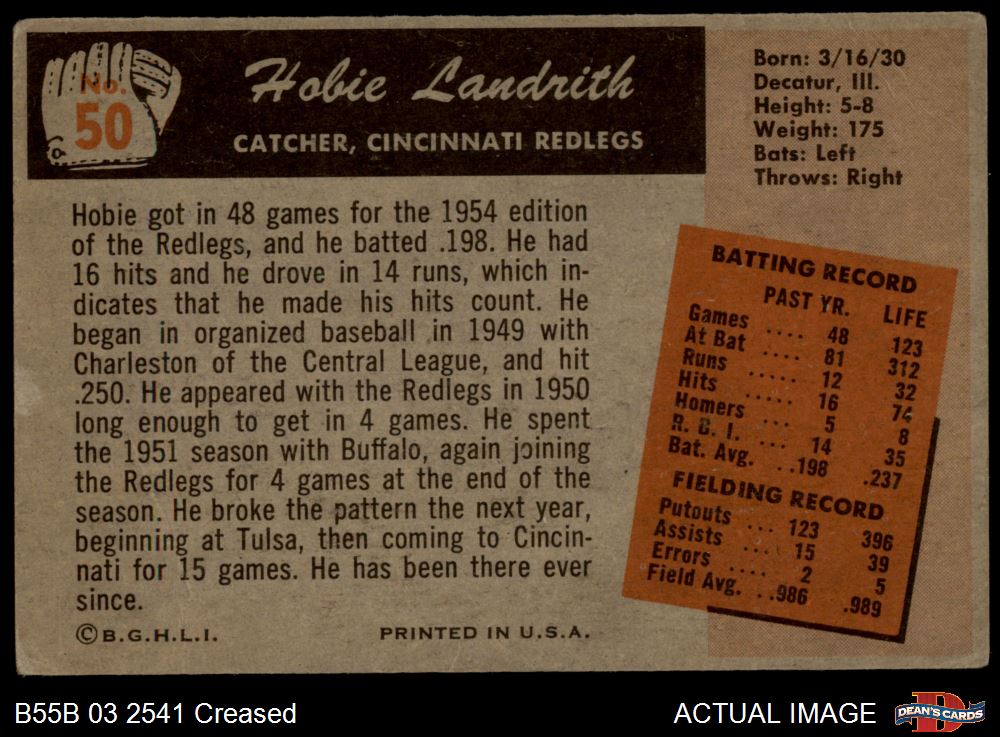 No.
50
Hobie Landrith
CATCHER, CINCINNATI REDLEGS
Born: 3/16/30
Decatur, Ill.
Height: 5-8
Weight: 175
Bats: Left
Throws: Right
Hobie got in 48 games for the 1954 edition
of the Redlegs, and he batted .198. He had
16 hits and he drove in 14 runs, which in-
dicates that he made his hits count. He
began in organized baseball in 1949 with
Charleston of the Central League, and hit
.250. He appeared with the Redlegs in 1950
long enough to get in 4 games. He spent
the 1951 season with Buffalo, again joining
the Redlegs for 4 games at the end of the
season. He broke the pattern the next year,
beginning at Tulsa, then coming to Cincin-
nati for 15 games. He has been there ever
since.
©B.G.H.L.I. PRINTED IN U.S.A.
BATTING RECORD
PAST YR. LIFE
Games .... 48 123
At Bat .... 81 312
Runs ..... 12 32
Hits ..... 16 74
Homers .... 5 8
R. B. I. ... 14 35
Bat. Avg. ..198 .237
FIELDING RECORD
Putouts ... 123 396
Assists .... 15 39
Errors .... 2 5
Field Avg. ..986 .989
B55B 03 2541 Creased
ACTUAL IMAGE
D
DEAN'S CARDS